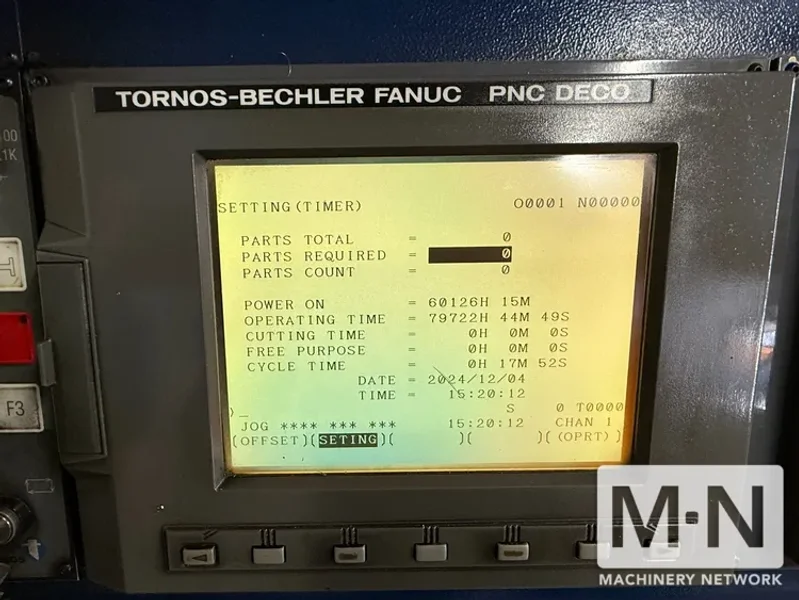 TORNOS-BECHLER FANUC PNC DECO
00
.1K
SETTING(TIMER) O0001 N00000
PARTS TOTAL = 0
PARTS REQUIRED = 0
PARTS COUNT = 0
POWER ON = 60126H 15M
OPERATING TIME = 79722H 44M 49S
CUTTING TIME = 0H 0M 0S
FREE PURPOSE = 0H 0M 0S
CYCLE TIME = 0H 17M 52S
DATE = 2024/12/04
TIME = 15:20:12
)_ S 0 T0000
JOG **** *** *** 15:20:12 CHAN 1
(OFFSET)(SETING)( )( )((OPRT))
F3
M·N
MACHINERY NETWORK